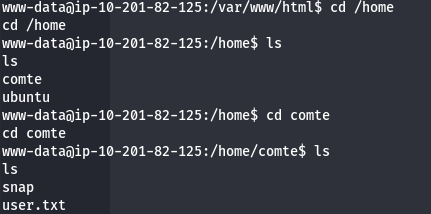 www-data@ip-10-201-82-125:/var/www/html$ cd /home
cd /home
www-data@ip-10-201-82-125:/home$ ls
ls
comte
ubuntu
www-data@ip-10-201-82-125:/home$ cd comte
cd comte
www-data@ip-10-201-82-125:/home/comte$ ls
ls
snap
user.txt